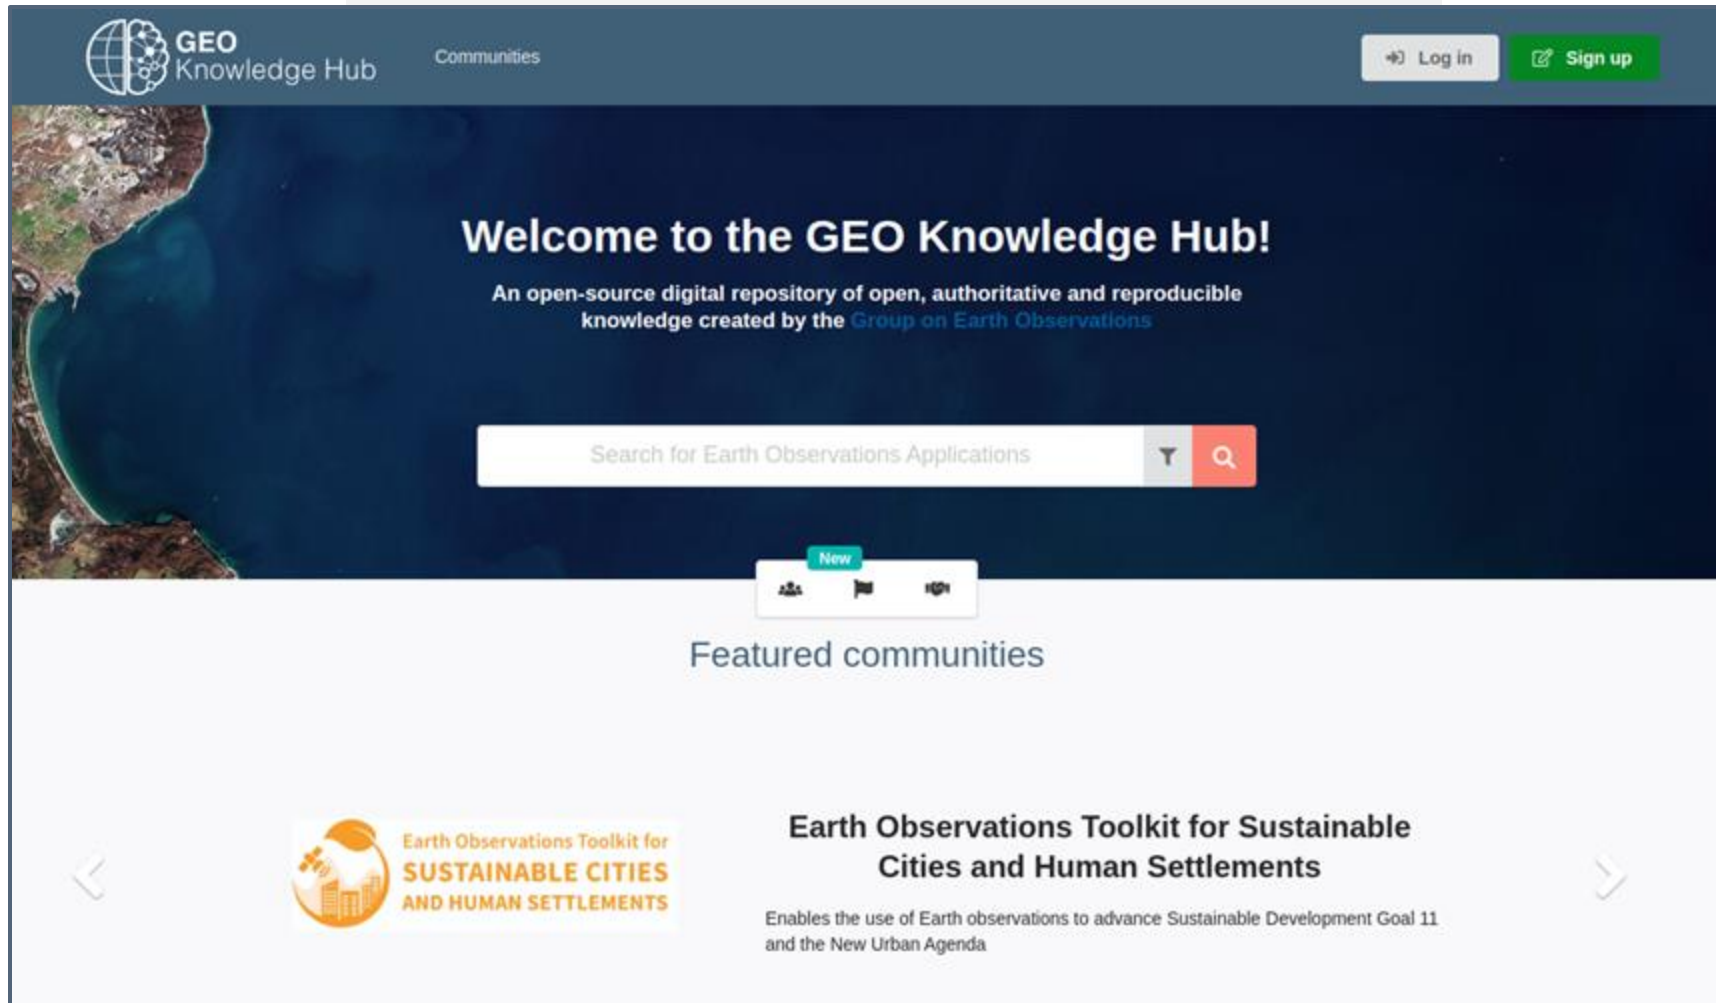 GEO
Knowledge Hub
Communities
Log in
Sign up
Welcome to the GEO Knowledge Hub!
An open-source digital repository of open, authoritative and reproducible
knowledge created by the Group on Earth Observations
Search for Earth Observations Applications
New
Featured communities
Earth Observations Toolkit for
SUSTAINABLE CITIES
AND HUMAN SETTLEMENTS
Earth Observations Toolkit for Sustainable
Cities and Human Settlements
Enables the use of Earth observations to advance Sustainable Development Goal 11
and the New Urban Agenda